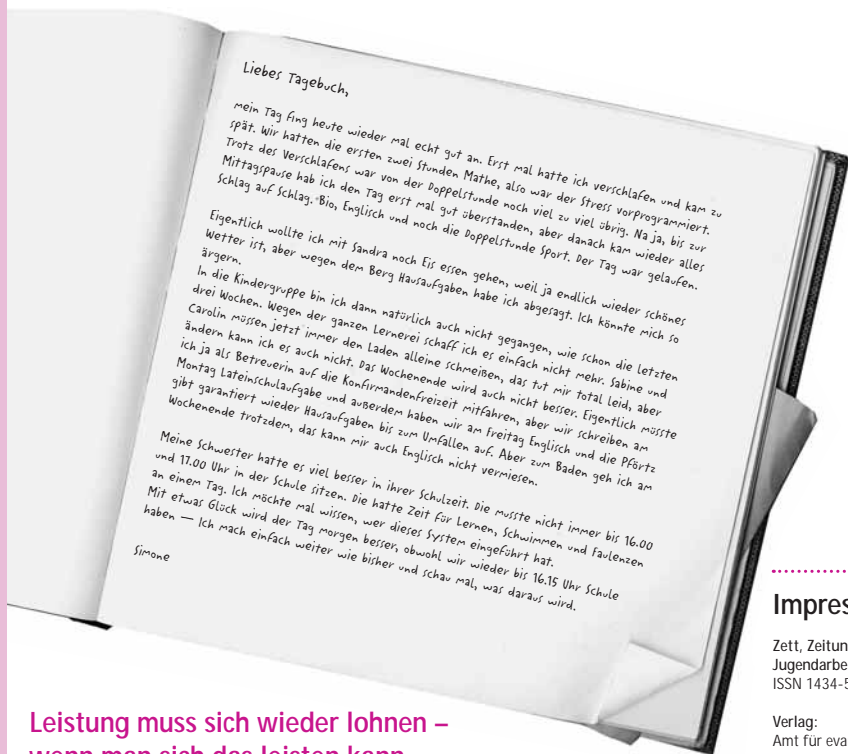 Liebes Tagebuch,
mein Tag fing heute wieder mal echt gut an. Erst mal hatte ich verschlafen und kam zu
spät. Wir hatten die ersten zwei Stunden Mathe, also war der Stress vorprogrammiert.
Trotz des Verschlafens war von der Doppelstunde noch viel zu viel übrig. Na ja, bis zur
Mittagspause hab ich den Tag erst mal gut überstanden, aber danach kam wieder alles
Schlag auf Schlag. Bio, Englisch und noch die Doppelstunde Sport. Der Tag war gelaufen.
Eigentlich wollte ich mit Sandra noch Eis essen gehen, weil ja endlich wieder schönes
Wetter ist, aber wegen dem Berg Hausaufgaben habe ich abgesagt. Ich könnte mich so
ärgern.
In die Kindergruppe bin ich dann natürlich auch nicht gegangen, wie schon die letzten
drei Wochen. Wegen der ganzen Lernerei schaff ich es einfach nicht mehr. Sabine und
Carolin müssen jetzt immer den Laden alleine schmeißen, das tut mir total leid, aber
ändern kann ich es auch nicht. Das Wochenende wird auch nicht besser. Eigentlich müsste
ich ja als Betreuerin auf die Konfirmandenfreizeit mitfahren, aber wir schreiben am
Montag Lateinschulaufgabe und außerdem haben wir am Freitag Englisch und die Pförtz
gibt garantiert wieder Hausaufgaben bis zum Umfallen auf. Aber zum Baden geh ich am
Wochenende trotzdem, das kann mir auch Englisch nicht vermiesen.
Meine Schwester hatte es viel besser in ihrer Schulzeit. Die musste nicht immer bis 16.00
und 17.00 Uhr in der Schule sitzen. Die hatte Zeit für Lernen, Schwimmen und Faulenzen
an einem Tag. Ich möchte mal wissen, wer dieses System eingeführt hat.
Mit etwas Glück wird der Tag morgen besser, obwohl wir wieder bis 16.15 Uhr Schule
haben — Ich mach einfach weiter wie bisher und schau mal, was daraus wird.
Simone
Leistung muss sich wieder lohnen –
wenn man sich das leisten kann
Impres
Zett, Zeitun
Jugendarbe
ISSN 1434-5
Verlag:
Amt für eva